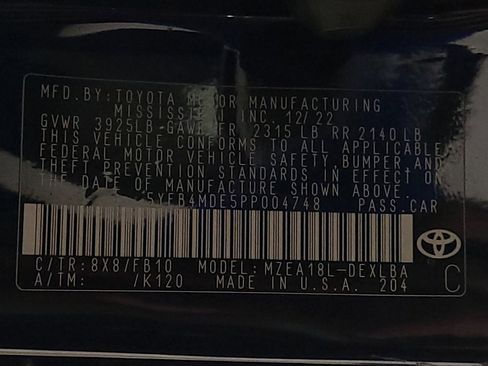 MFD.BY:TOYOTA MOTOR MANUFACTURING
MISSISSIPPI INC. 12/22
GVWR 3925LB-GAWR FR 2315 LB RR 2140 LB
THIS VEHICLE CONFORMS TO ALL APPLICABLE
FEDERAL MOTOR VEHICLE SAFETY, BUMPER AND
THEFT PREVENTION STANDARDS IN EFFECT ON
THE DATE OF MANUFACTURE SHOWN ABOVE.
5YFB4MDE5PP004748 PASS.CAR
C/TR:8X8/FB10 MODEL:MZEA18L-DEXLBA
A/TM: /K120 MADE IN U.S.A. 204
C